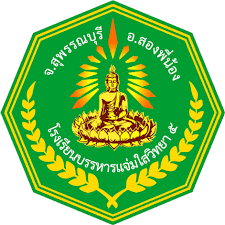 จ.สุพรรณบุรี อ.สองพี่น้อง
โรงเรียนบรรหารแจ่มใสวิทยา ๕